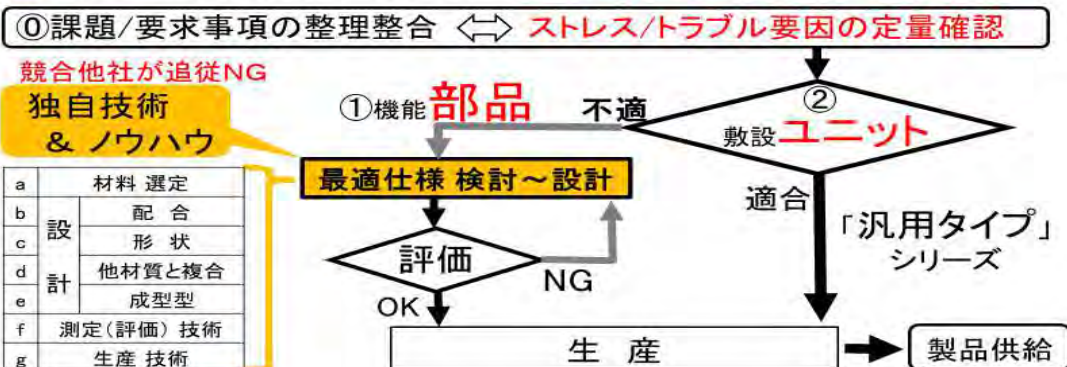 ⓪課題/要求事項の整理整合 ⇔ ストレス/トラブル要因の定量確認
競合他社が追従NG
独自技術
& ノウハウ
①機能部品
不適
②
敷設ユニット
最適仕様 検討~設計
適合
「汎用タイプ」
シリーズ
評価
NG
OK
生 産
製品供給
a 材料 選定
設計
b 配 合
c 形 状
d 他材質と複合
e 成型型
f 測定(評価) 技術
g 生産 技術